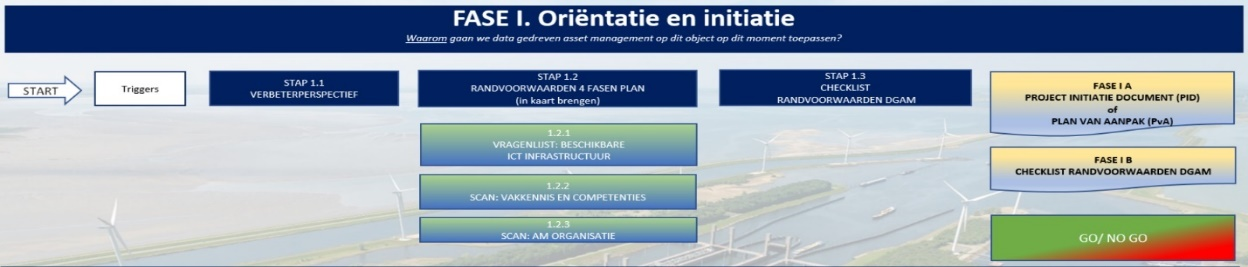 FASE I. Oriëntatie en initiatie
Waarom gaan we data gedreven asset management op dit object op dit moment toepassen?
START
Triggers
STAP 1.1
VERBETERPERSPECTIEF
STAP 1.2
RANDVOORWAARDEN 4 FASEN PLAN
(in kaart brengen)
1.2.1
VRAGENLIJST: BESCHIKBARE
ICT INFRASTRUCTUUR
1.2.2
SCAN: VAKKENNIS EN COMPETENTIES
1.2.3
SCAN: AM ORGANISATIE
STAP 1.3
CHECKLIST
RANDVOORWAARDEN DGAM
FASE I A
PROJECT INITIATIE DOCUMENT (PID)
of
PLAN VAN AANPAK (PvA)
FASE I B
CHECKLIST RANDVOORWAARDEN DGAM
GO/ NO GO